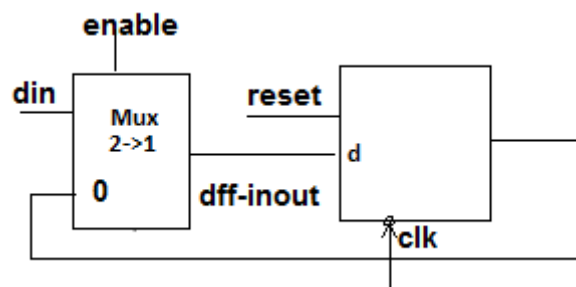 enable
din
Mux
2->1
0
dff-inout
reset
d
clk